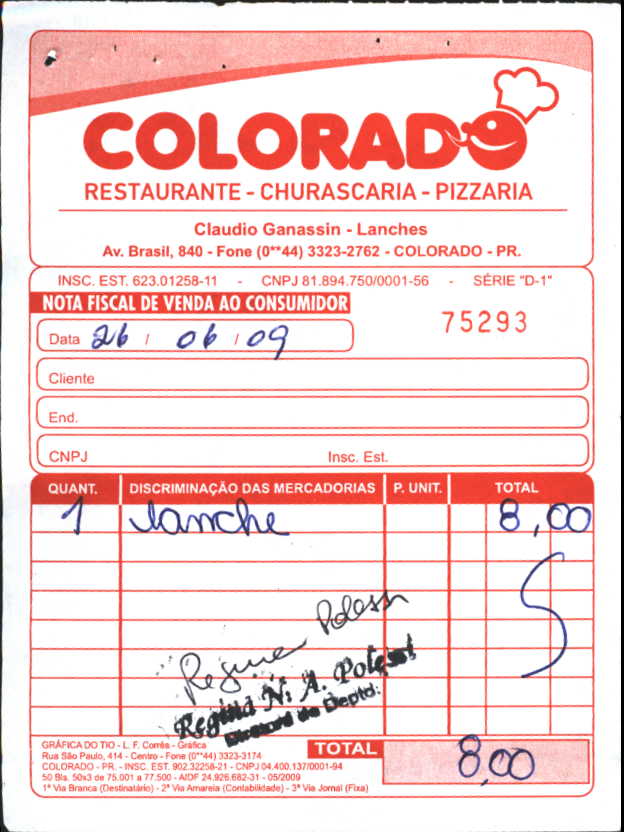 COLORADO
RESTAURANTE - CHURASCARIA - PIZZARIA
Claudio Ganassin - Lanches
Av. Brasil, 840 - Fone (0**44) 3323-2762 - COLORADO - PR.
INSC. EST. 623.01258-11 - CNPJ 81.894.750/0001-56 - SÉRIE "D-1"
NOTA FISCAL DE VENDA AO CONSUMIDOR
75293
Data 26 / 06 / 09
Cliente
End.
CNPJ Insc. Est.
QUANT. DISCRIMINAÇÃO DAS MERCADORIAS P. UNIT. TOTAL
1 lanche 8,00
Regina Polessi
Regina N. A. Polessi
Diretora de Deptd.
GRÁFICA DO TIO - L. F. Corrês - Gráfica
Rua São Paulo, 414 - Centro - Fone (0**44) 3323-3174
COLORADO - PR. - INSC. EST. 902.32258-21 - CNPJ 04.400.137/0001-94
50 Bls. 50x3 de 75.001 a 77.500 - AIDF 24,926.682-31 - 05/2009
1ª Via Branca (Destinatário) - 2ª Via Amarela (Contabilidade) - 3ª Via Jornal (Fixa)
TOTAL 8,00